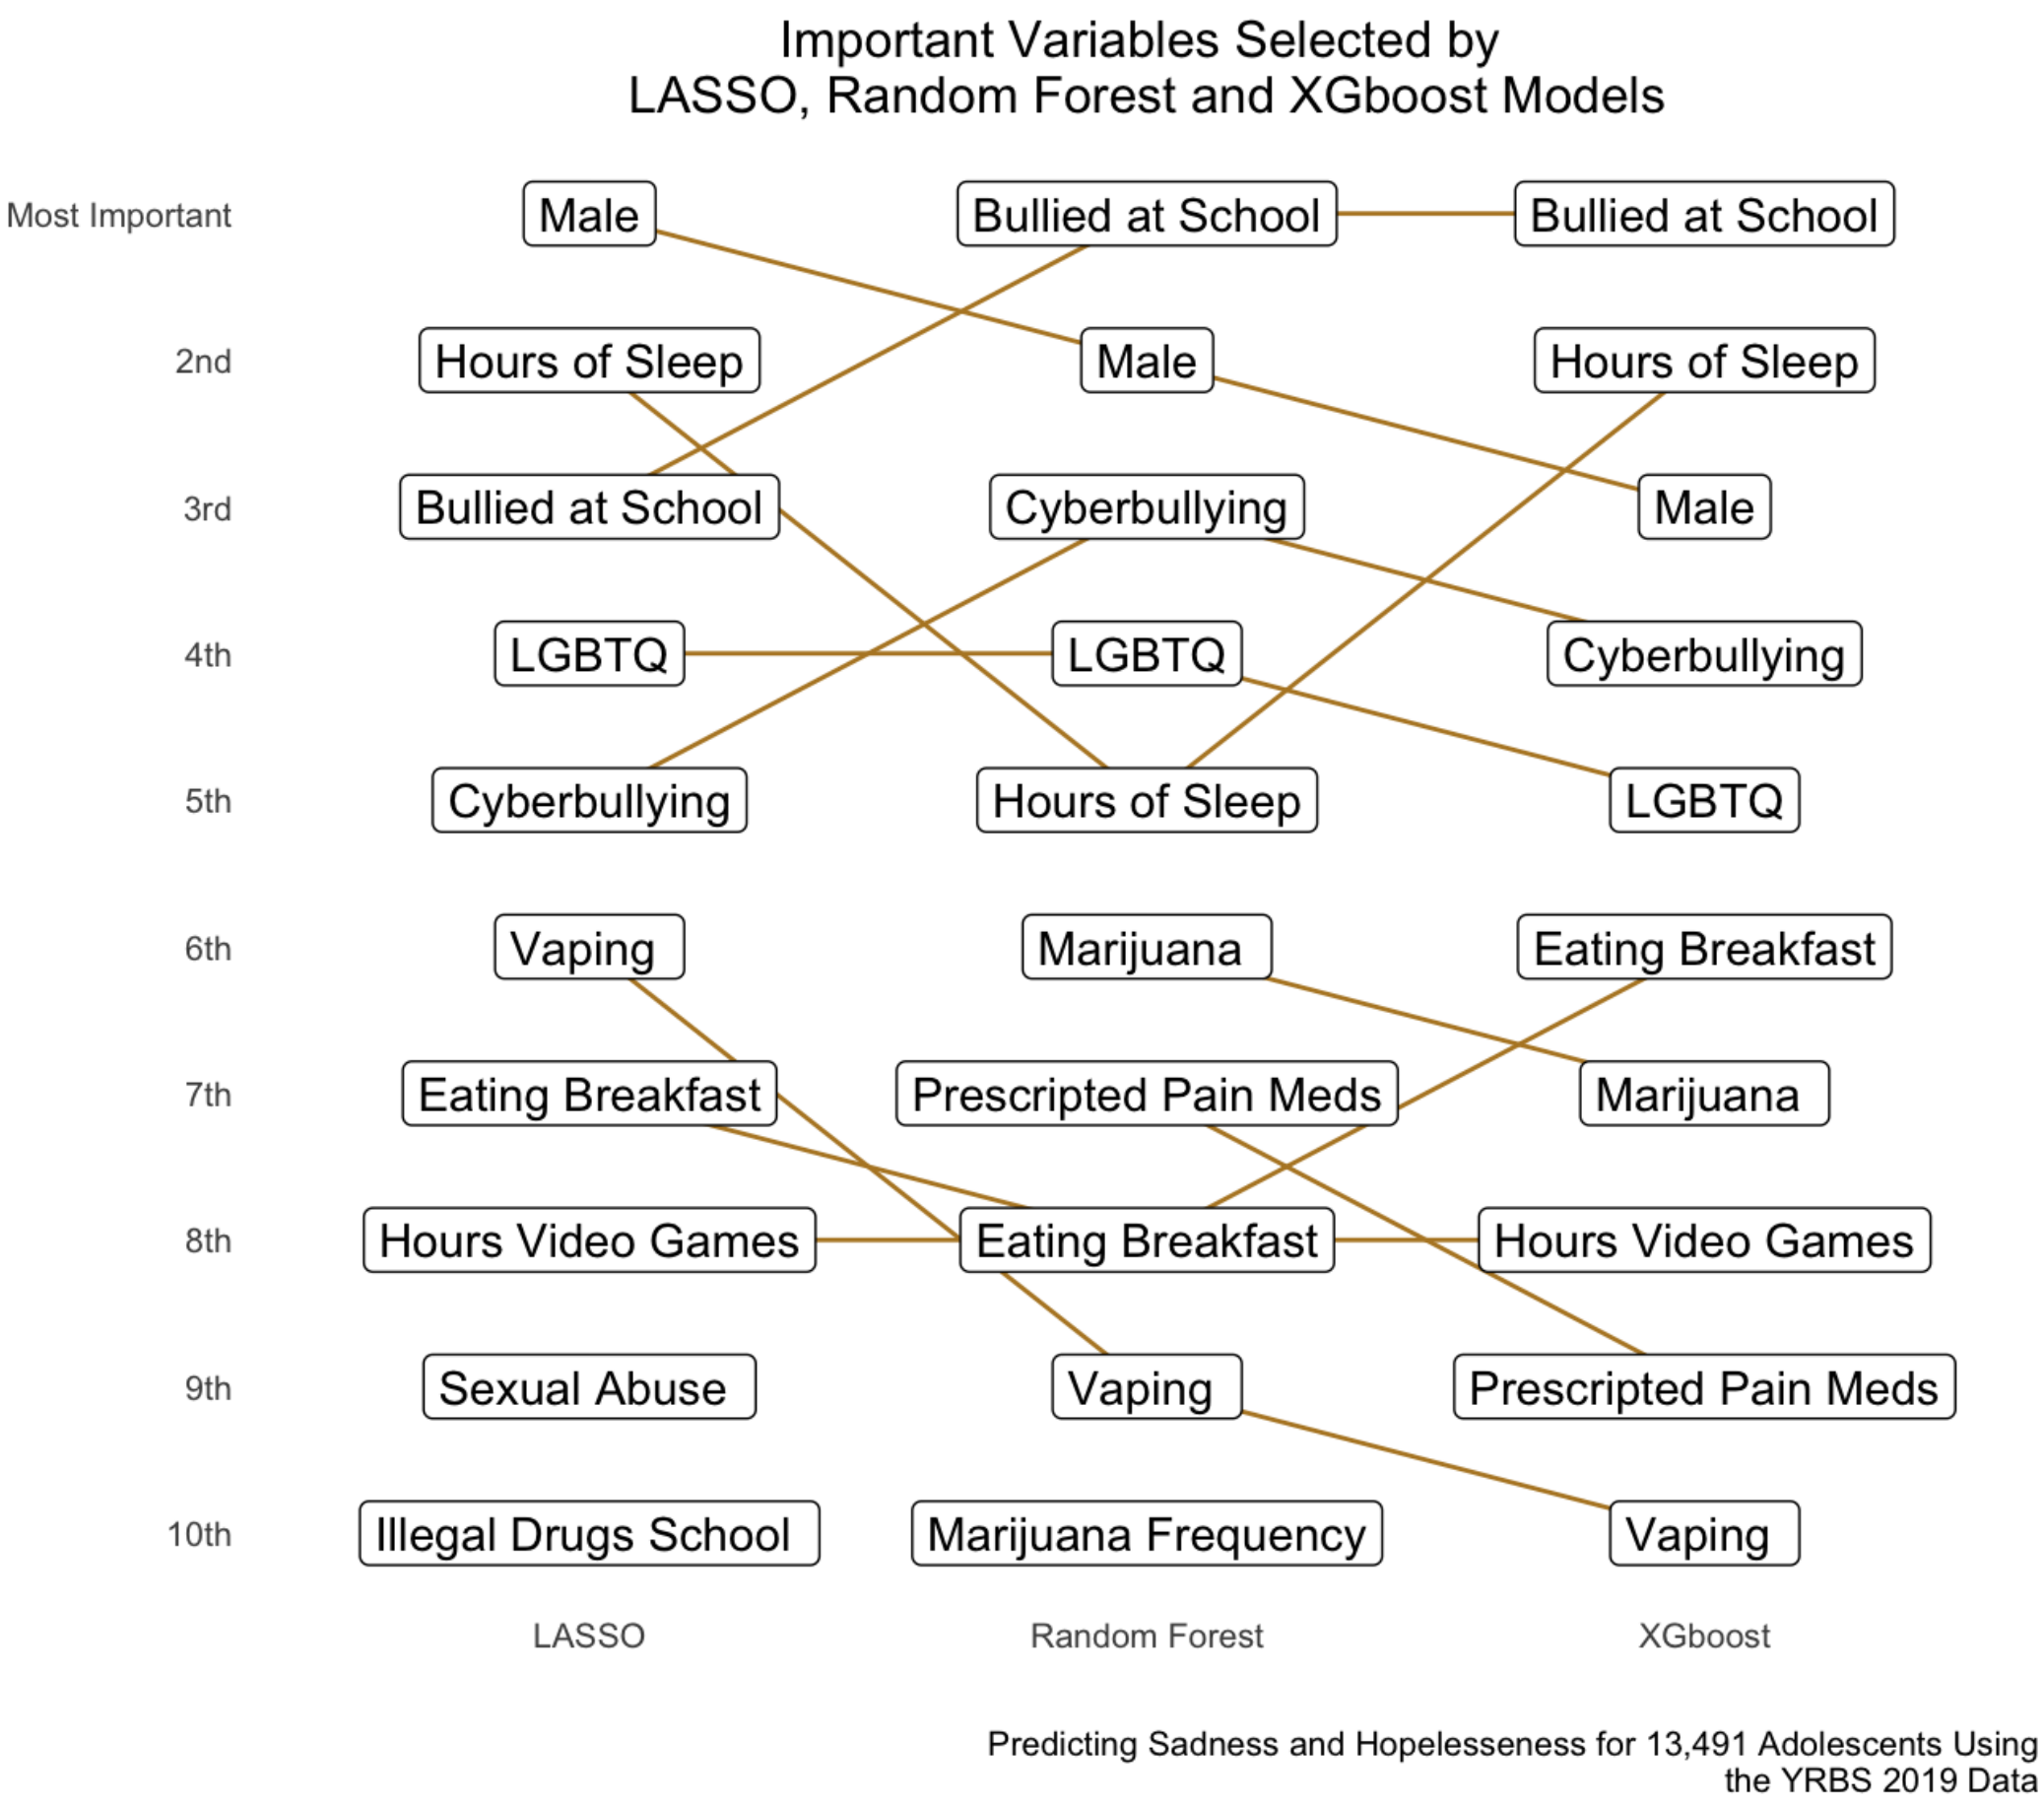 Important Variables Selected by
LASSO, Random Forest and XGboost Models
Most Important
Male
Bullied at School
Bullied at School
2nd
Hours of Sleep
Male
Hours of Sleep
3rd
Bullied at School
Cyberbullying
Male
4th
LGBTQ
LGBTQ
Cyberbullying
5th
Cyberbullying
Hours of Sleep
LGBTQ
6th
Vaping
Marijuana
Eating Breakfast
7th
Eating Breakfast
Prescripted Pain Meds
Marijuana
8th
Hours Video Games
Eating Breakfast
Hours Video Games
9th
Sexual Abuse
Vaping
Prescripted Pain Meds
10th
Illegal Drugs School
Marijuana Frequency
Vaping
LASSO
Random Forest
XGboost
Predicting Sadness and Hopelesseness for 13,491 Adolescents Using
the YRBS 2019 Data